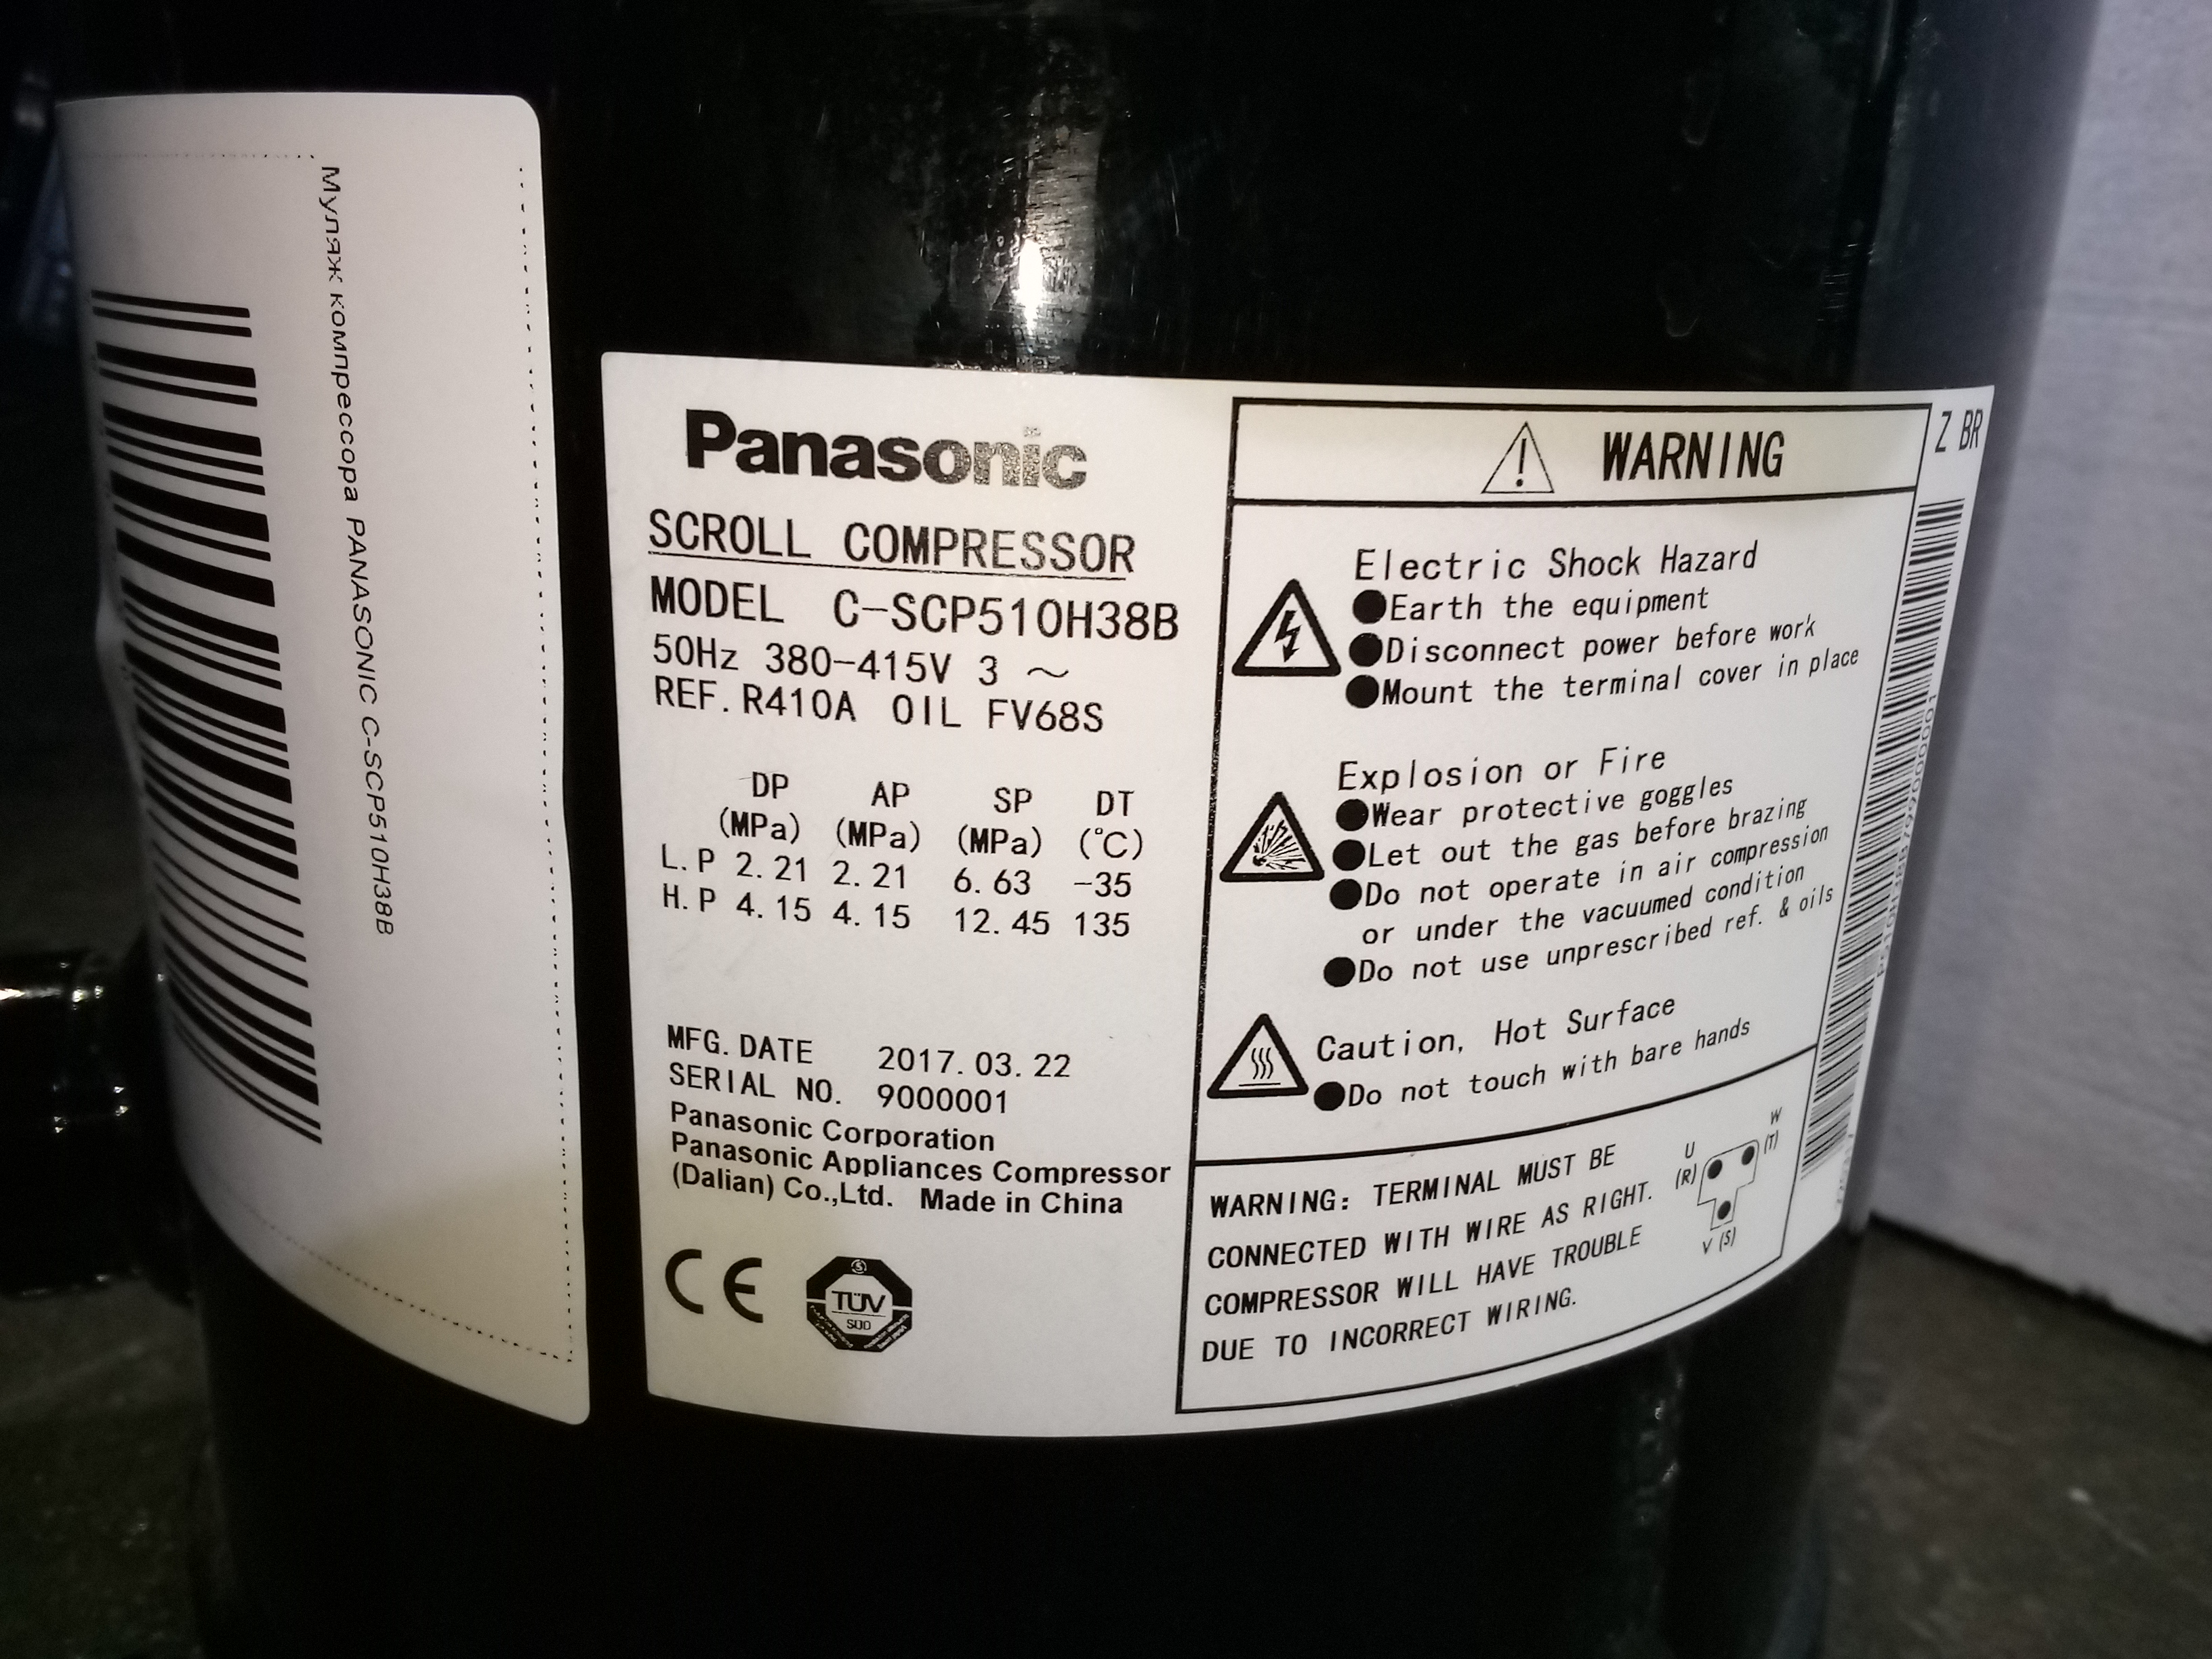 Муляж компрессора PANASONIC C-SCP510H38B
Panasonic
SCROLL COMPRESSOR
MODEL C-SCP510H38B
50Hz 380-415V 3 ~
REF. R410A OIL FV68S
DP AP SP DT
(MPa) (MPa) (MPa) (℃)
L.P 2.21 2.21 6.63 -35
H.P 4.15 4.15 12.45 135
MFG. DATE 2017.03.22
SERIAL NO. 9000001
Panasonic Corporation
Panasonic Appliances Compressor
(Dalian) Co.,Ltd. Made in China
CE
TÜV
SÜD
WARNING
Electric Shock Hazard
●Earth the equipment
●Disconnect power before work
●Mount the terminal cover in place
Explosion or Fire
●Wear protective goggles
●Let out the gas before brazing
●Do not operate in air compression
or under the vacuumed condition
●Do not use unprescribed ref. & oils
Caution, Hot Surface
●Do not touch with bare hands
WARNING: TERMINAL MUST BE
CONNECTED WITH WIRE AS RIGHT.
COMPRESSOR WILL HAVE TROUBLE
DUE TO INCORRECT WIRING.
U
(R)
W
(T)
V (S)
Z BR